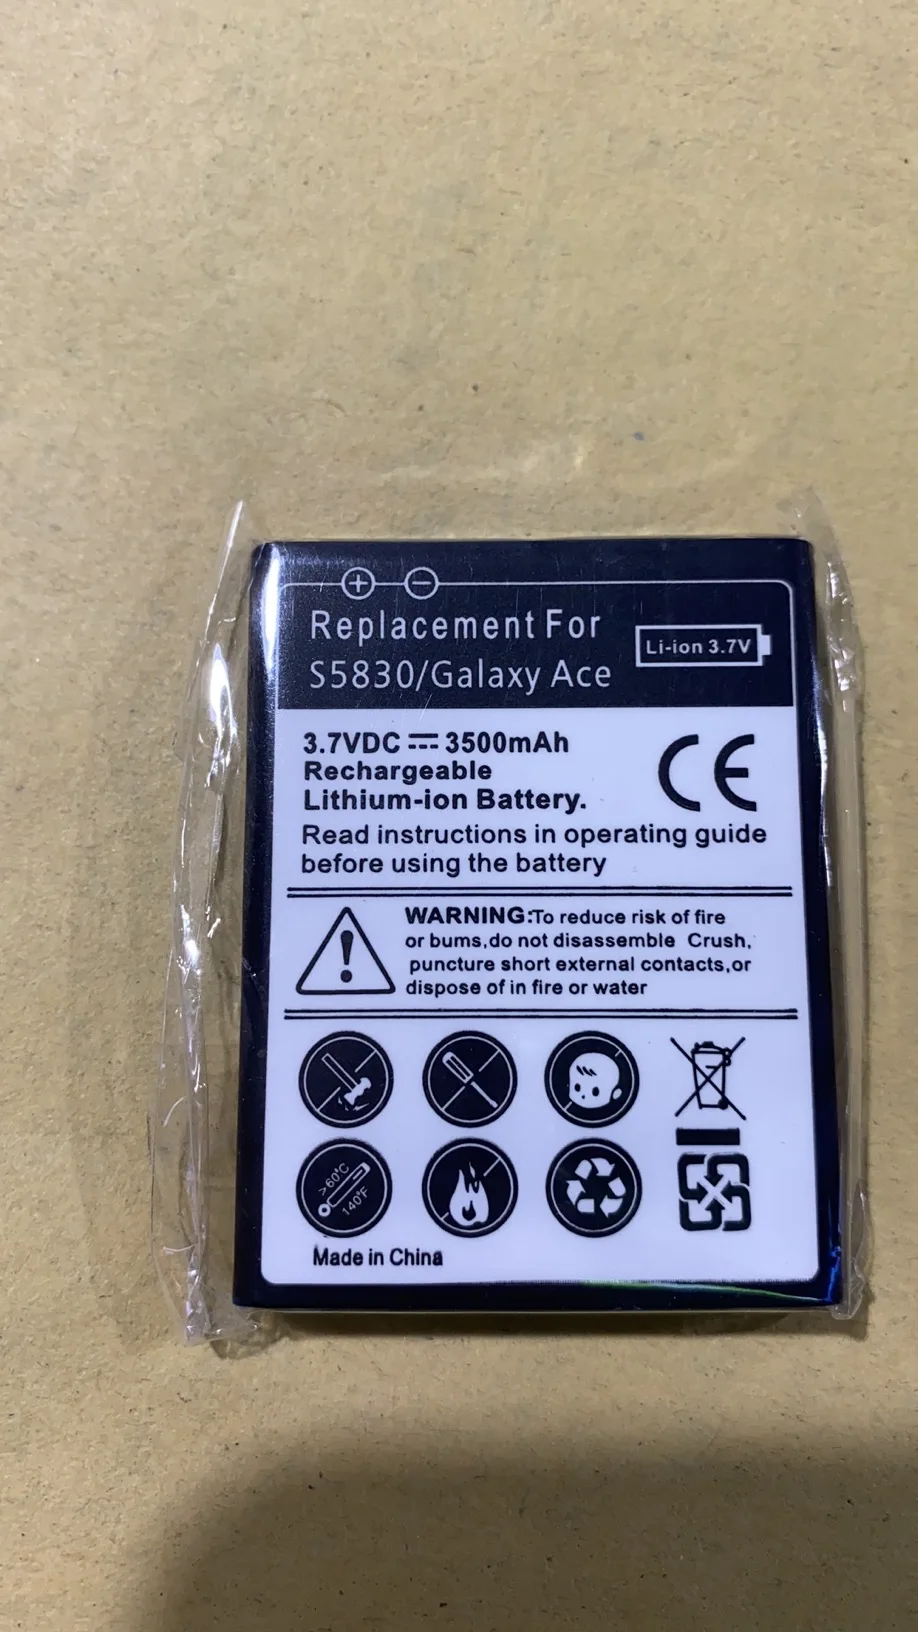 + −
Replacement For
S5830/Galaxy Ace
Li-ion 3.7V
3.7VDC ⎓ 3500mAh
Rechargeable
Lithium-ion Battery.
CE
Read instructions in operating guide
before using the battery
WARNING:To reduce risk of fire
or bums,do not disassemble Crush,
puncture short external contacts,or
dispose of in fire or water
>60°C
140°F
Made in China